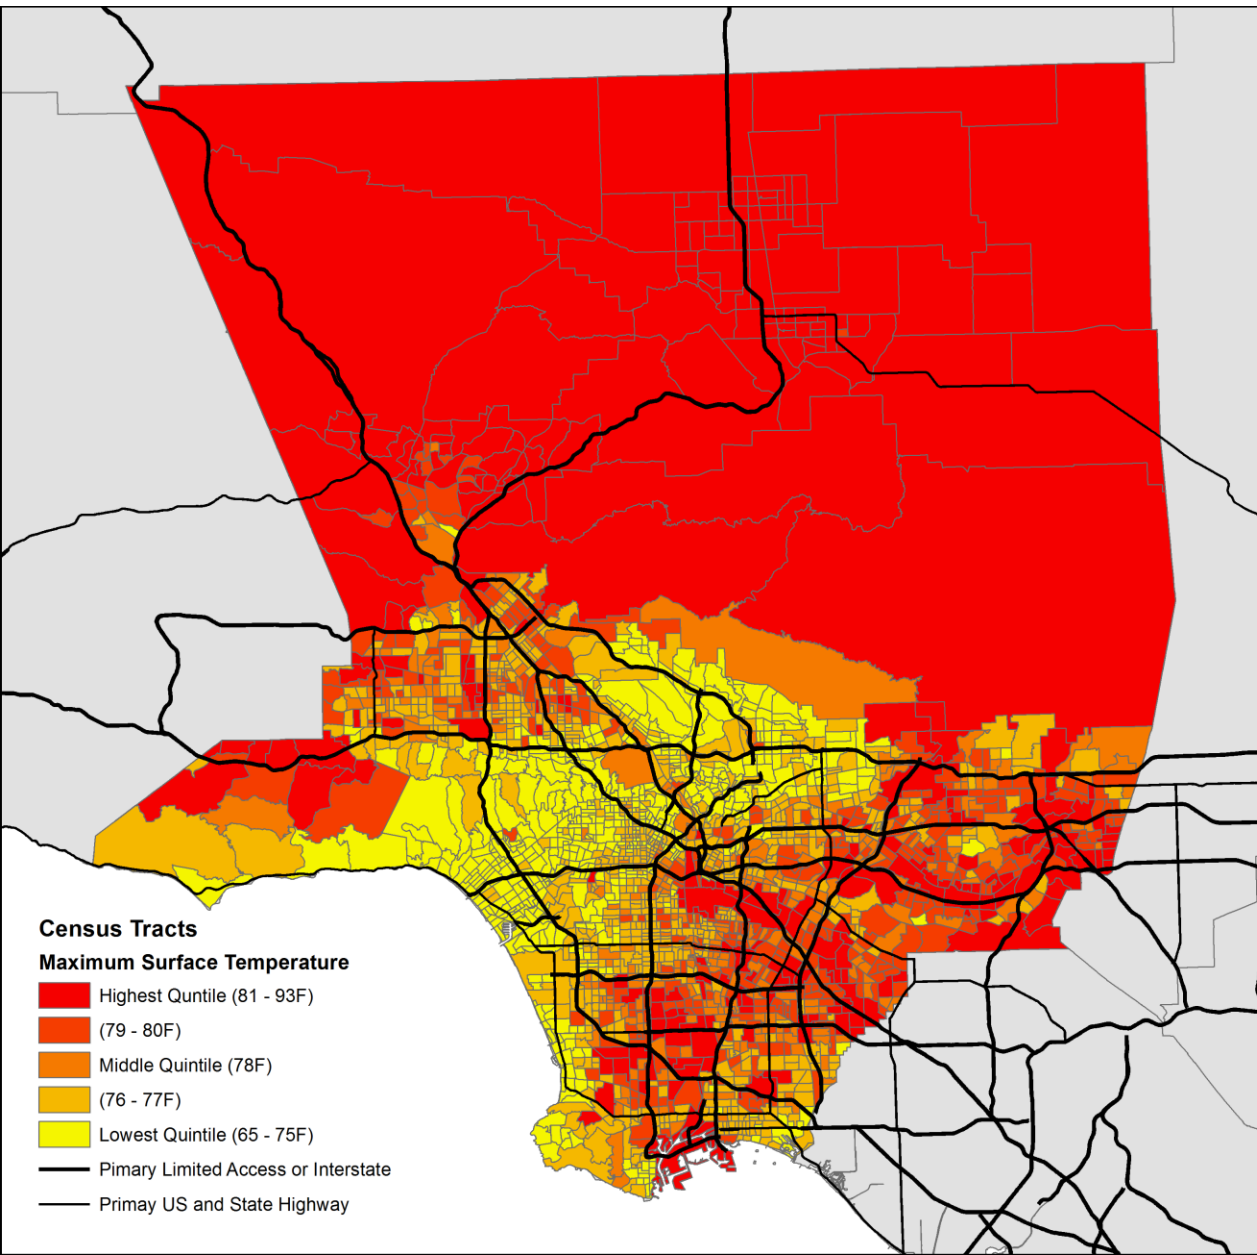 Census Tracts
Maximum Surface Temperature
Highest Quntile (81 - 93F)
(79 - 80F)
Middle Quintile (78F)
(76 - 77F)
Lowest Quintile (65 - 75F)
Pimary Limited Access or Interstate
Primay US and State Highway